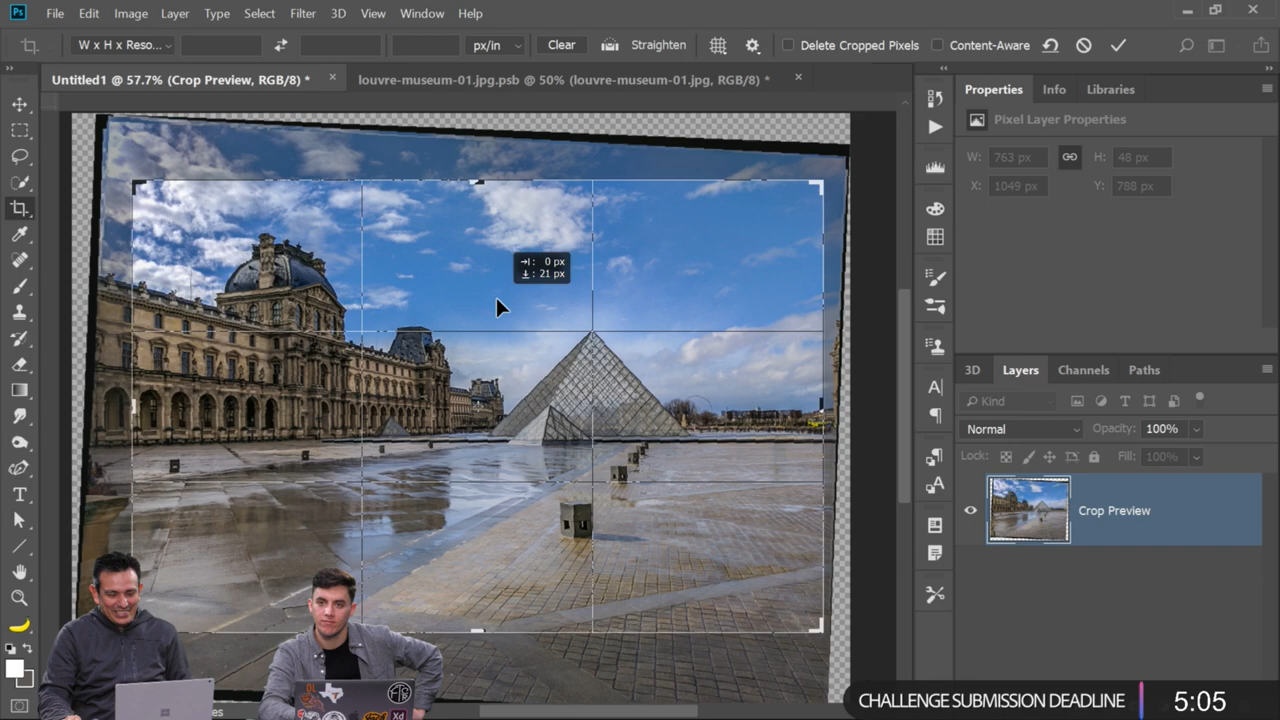 Ps File Edit Image Layer Type Select Filter 3D View Window Help
W x H x Reso... px/in Clear Straighten Delete Cropped Pixels Content-Aware
Untitled1 @ 57.7% (Crop Preview, RGB/8) * × louvre-museum-01.jpg.psb @ 50% (louvre-museum-01.jpg, RGB/8) * ×
Properties Info Libraries
Pixel Layer Properties
W: 763 px H: 48 px
X: 1049 px Y: 788 px
0 px
21 px
3D Layers Channels Paths
Kind
Normal Opacity: 100%
Lock: Fill: 100%
Crop Preview
Xd
CHALLENGE SUBMISSION DEADLINE 5:05